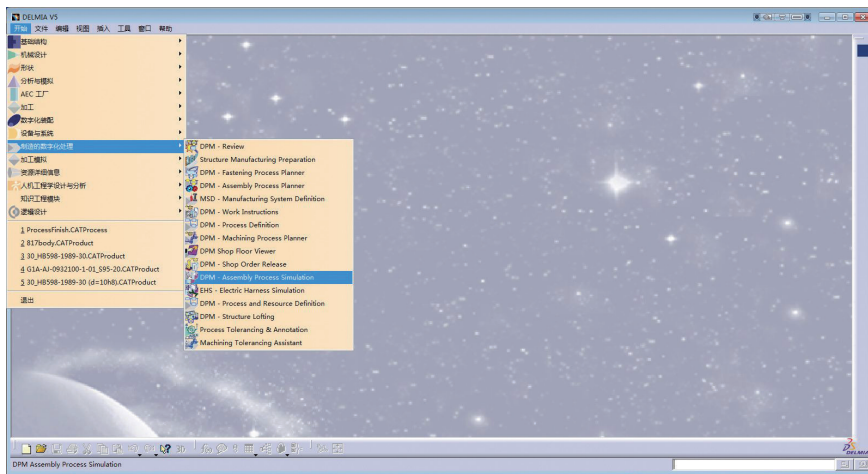 DELMIA V5
开始 文件 编辑 视图 插入 工具 窗口 帮助
基础结构
机械设计
形状
分析与模拟
AEC 工厂
加工
数字化装配
设备与系统
制造的数字化处理
加工模拟
资源详细信息
人机工程学设计与分析
知识工程模块
逻辑设计
1 ProcessFinish.CATProcess
2 817body.CATProduct
3 30_HB598-1989-30.CATProduct
4 G1A-AJ-0932100-1-01_S95-20.CATProduct
5 30_HB598-1989-30 (d=10h8).CATProduct
退出
DPM - Review
Structure Manufacturing Preparation
DPM - Fastening Process Planner
DPM - Assembly Process Planner
MSD - Manufacturing System Definition
DPM - Work Instructions
DPM - Process Definition
DPM - Machining Process Planner
DPM Shop Floor Viewer
DPM - Shop Order Release
DPM - Assembly Process Simulation
EHS - Electric Harness Simulation
DPM - Process and Resource Definition
DPM - Structure Lofting
Process Tolerancing & Annotation
Machining Tolerancing Assistant
DELMIA
DPM Assembly Process Simulation